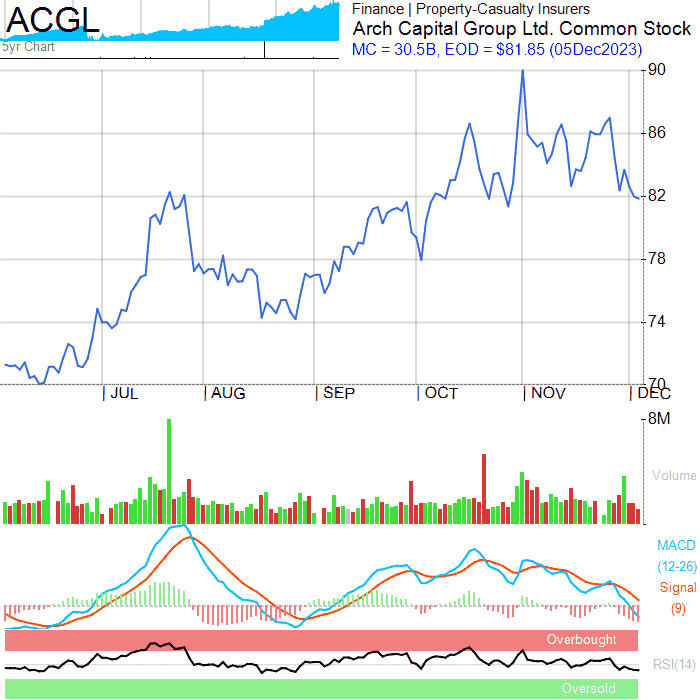 ACGL
5yr Chart
Finance | Property-Casualty Insurers
Arch Capital Group Ltd. Common Stock
MC = 30.5B, EOD = $81.85 (05Dec2023)
90
86
82
78
74
70
| JUL | AUG | SEP | OCT | NOV | DEC
8M
Volume
MACD
(12-26)
Signal
(9)
Overbought
RSI(14)
Oversold